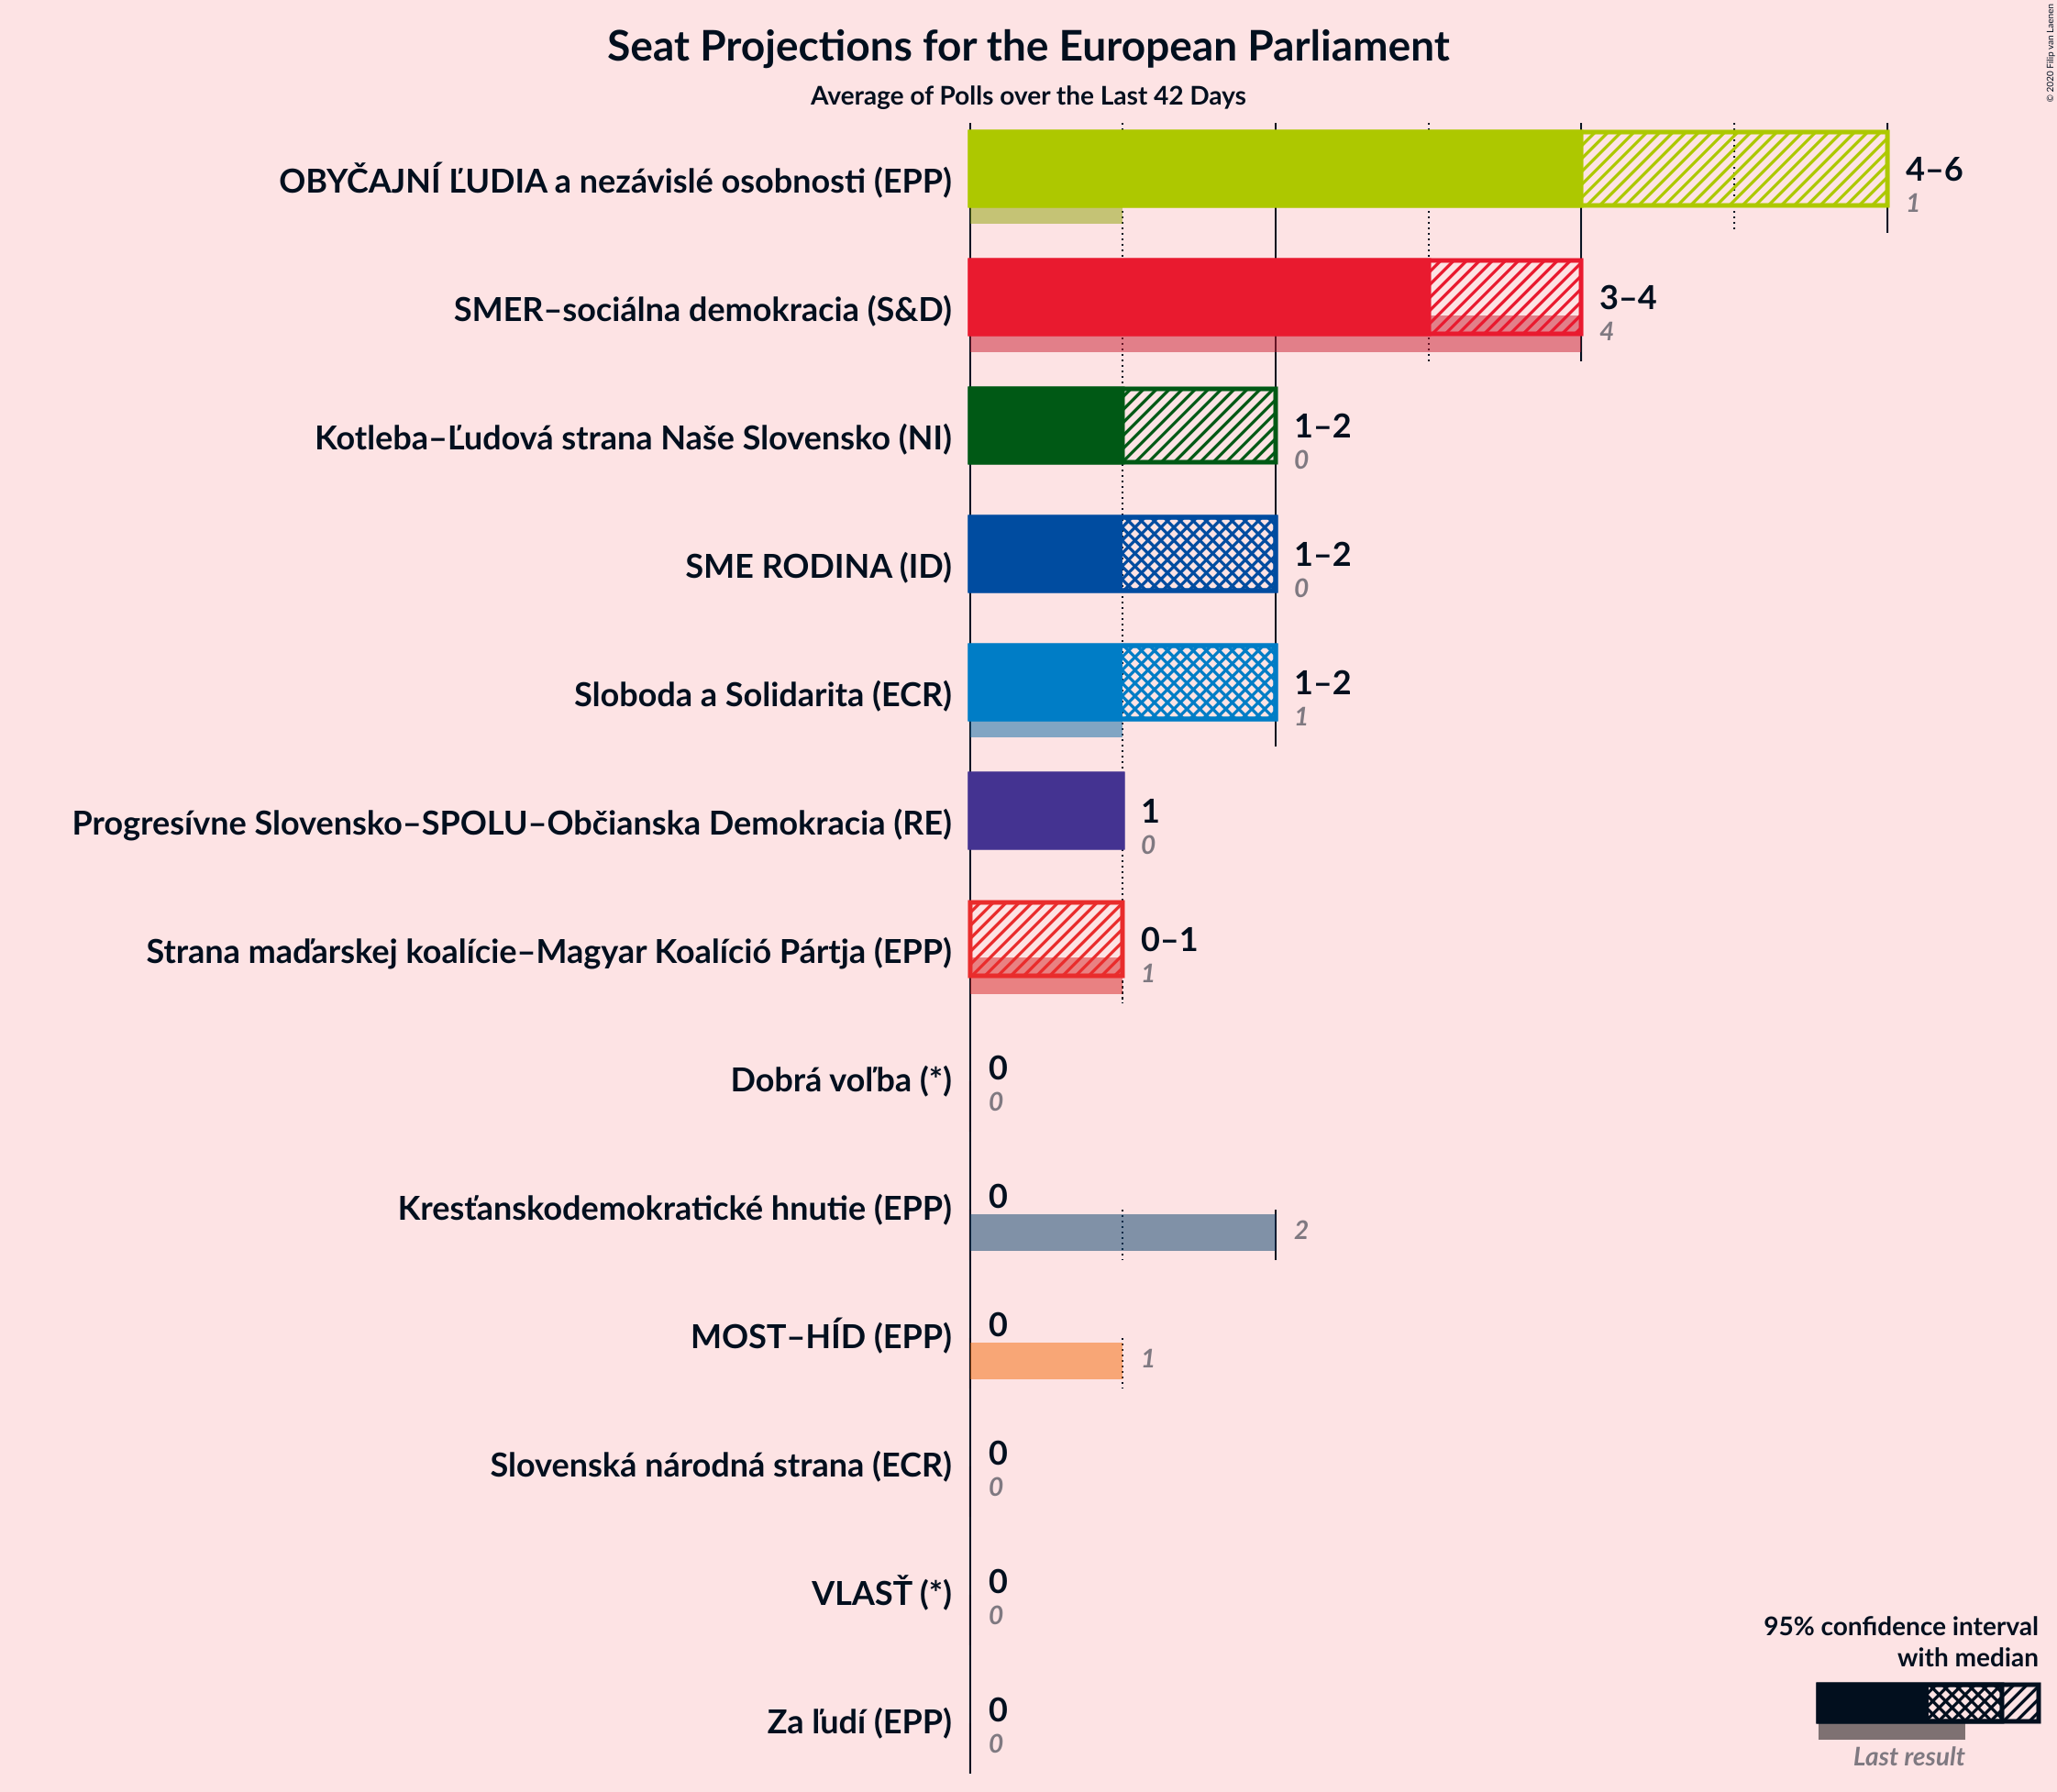 Seat Projections for the European Parliament
Average of Polls over the Last 42 Days
© 2020 Filip van Laenen
OBYČAJNÍ ĽUDIA a nezávislé osobnosti (EPP)
4–6
1
SMER–sociálna demokracia (S&D)
3–4
4
Kotleba–Ľudová strana Naše Slovensko (NI)
1–2
0
SME RODINA (ID)
1–2
0
Sloboda a Solidarita (ECR)
1–2
1
Progresívne Slovensko–SPOLU–Občianska Demokracia (RE)
1
0
Strana maďarskej koalície–Magyar Koalíció Pártja (EPP)
0–1
1
Dobrá voľba (*)
0
0
Kresťanskodemokratické hnutie (EPP)
0
2
MOST–HÍD (EPP)
0
1
Slovenská národná strana (ECR)
0
0
VLASŤ (*)
0
0
Za ľudí (EPP)
0
0
95% confidence interval
with median
Last result